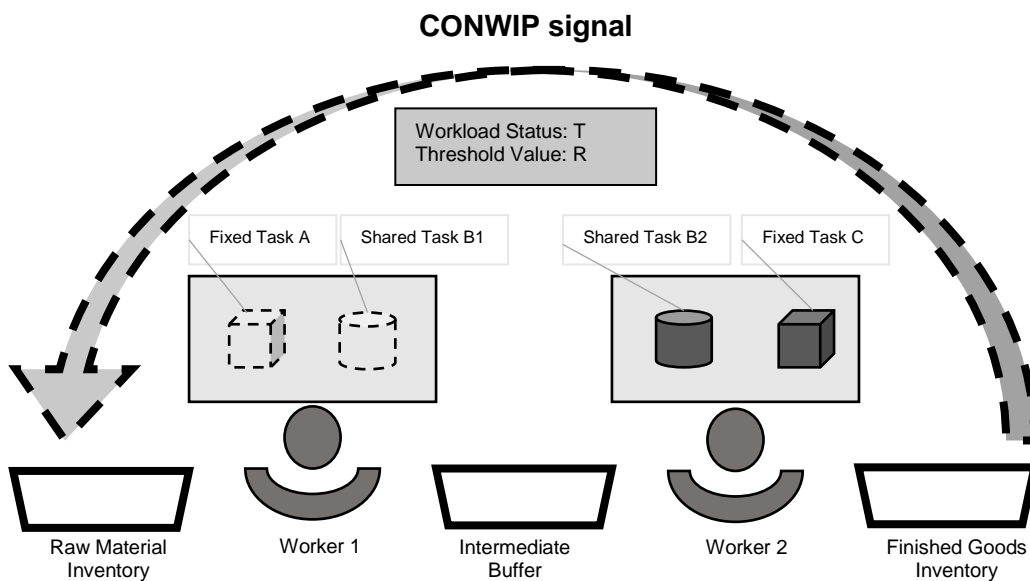 CONWIP signal
Workload Status: T
Threshold Value: R
Fixed Task A
Shared Task B1
Shared Task B2
Fixed Task C
Raw Material
Inventory
Worker 1
Intermediate
Buffer
Worker 2
Finished Goods
Inventory